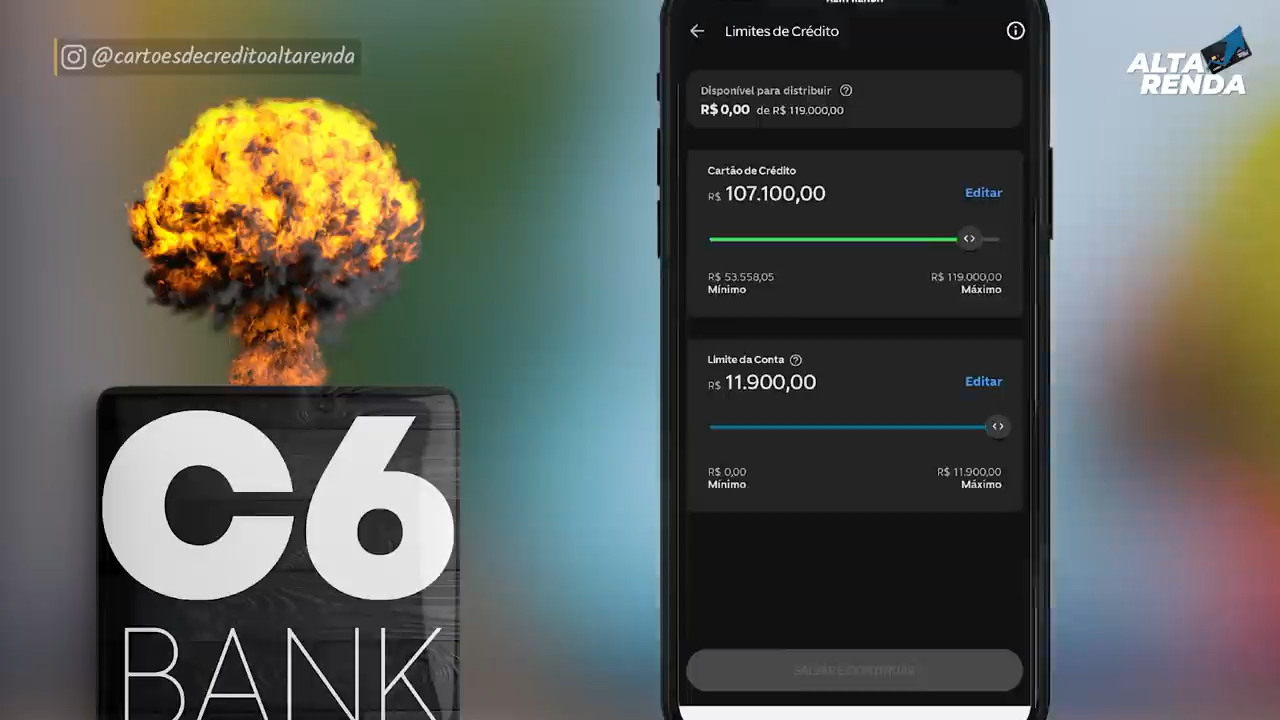 @cartoesdecreditoaltarenda
ALTA
RENDA
C6
BANK
Limites de Crédito
Disponível para distribuir
R$ 0,00 de R$ 119.000,00
Cartão de Crédito
R$ 107.100,00
Editar
R$ 53.558,05
Mínimo
R$ 119.000,00
Máximo
Limite da Conta
R$ 11.900,00
Editar
R$ 0,00
Mínimo
R$ 11.900,00
Máximo
SALVAR E CONTINUAR